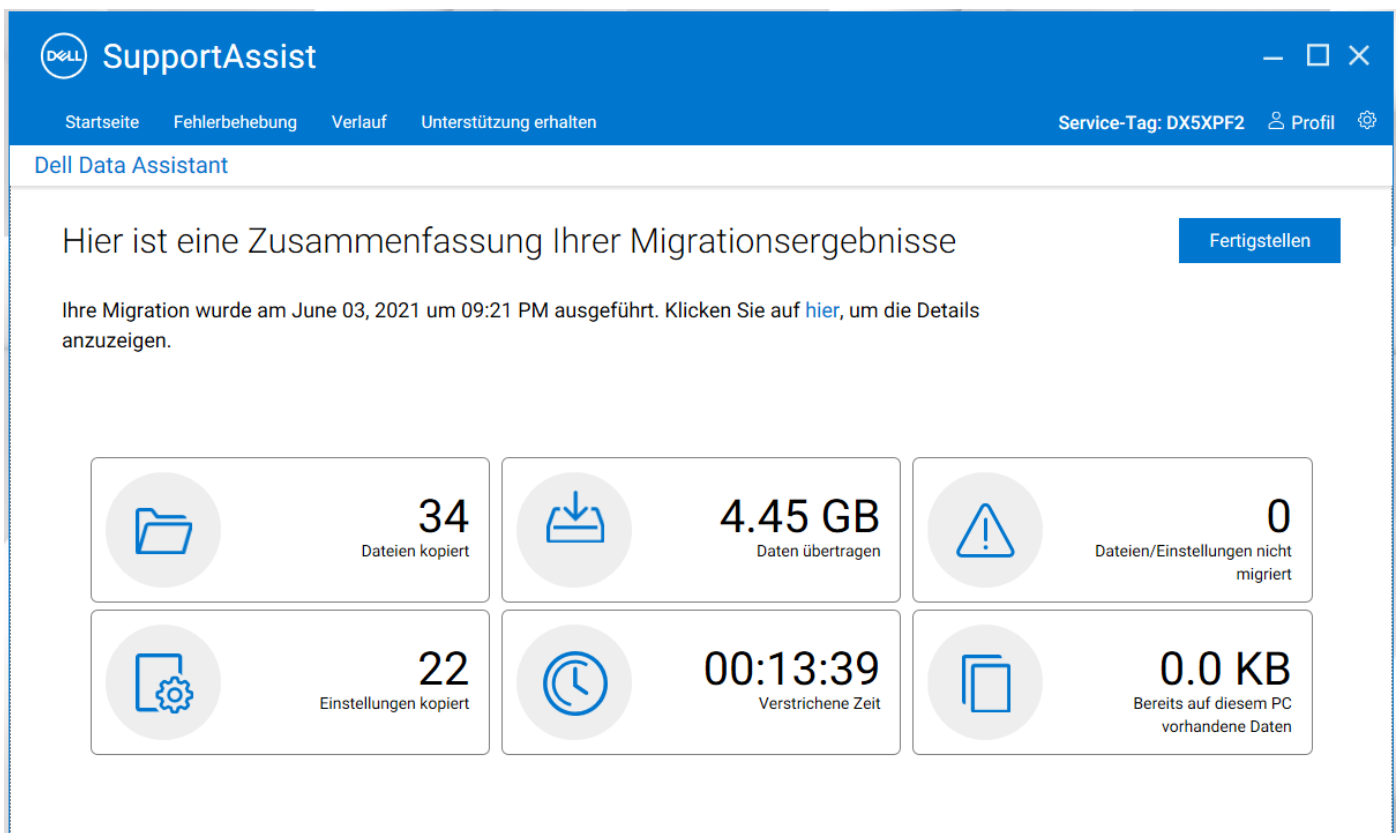 DELL SupportAssist
Startseite Fehlerbehebung Verlauf Unterstützung erhalten Service-Tag: DX5XPF2 Profil
Dell Data Assistant
Hier ist eine Zusammenfassung Ihrer Migrationsergebnisse
Fertigstellen
Ihre Migration wurde am June 03, 2021 um 09:21 PM ausgeführt. Klicken Sie auf hier, um die Details
anzuzeigen.
34
Dateien kopiert
4.45 GB
Daten übertragen
0
Dateien/Einstellungen nicht
migriert
22
Einstellungen kopiert
00:13:39
Verstrichene Zeit
0.0 KB
Bereits auf diesem PC
vorhandene Daten